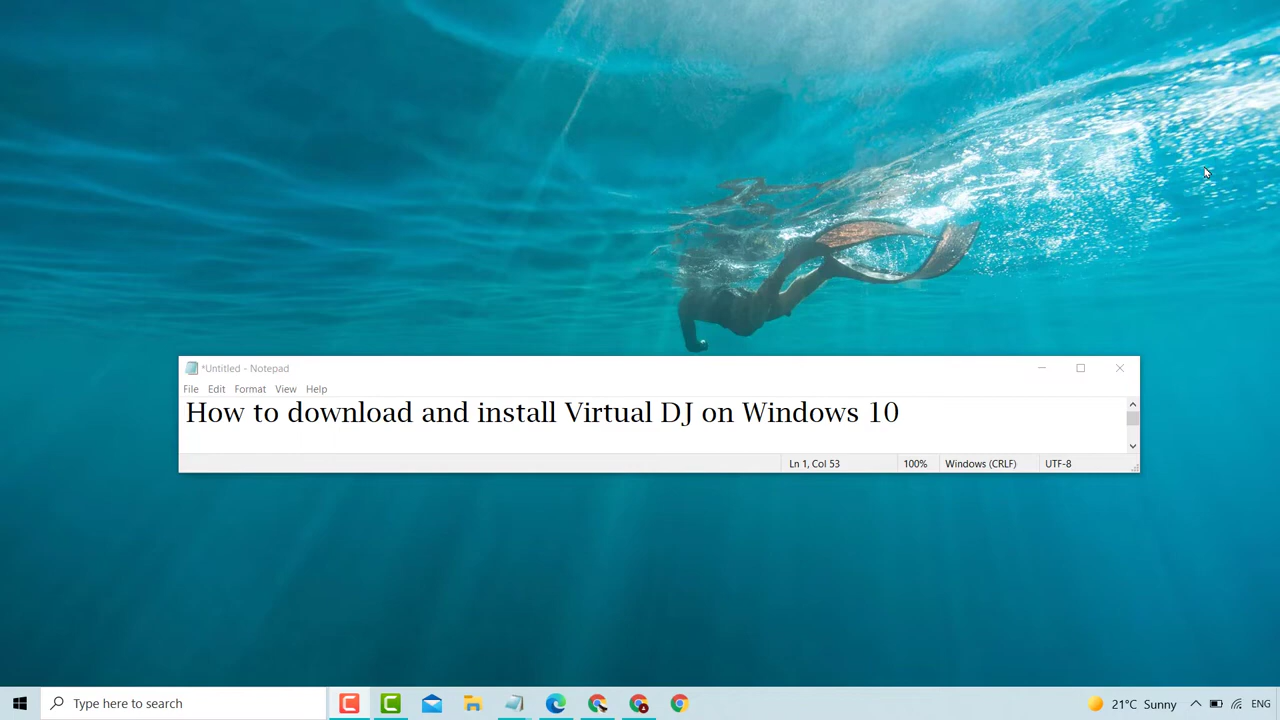 *Untitled - Notepad
File Edit Format View Help
How to download and install Virtual DJ on Windows 10
Ln 1, Col 53 100% Windows (CRLF) UTF-8
Type here to search 21°C Sunny ENG